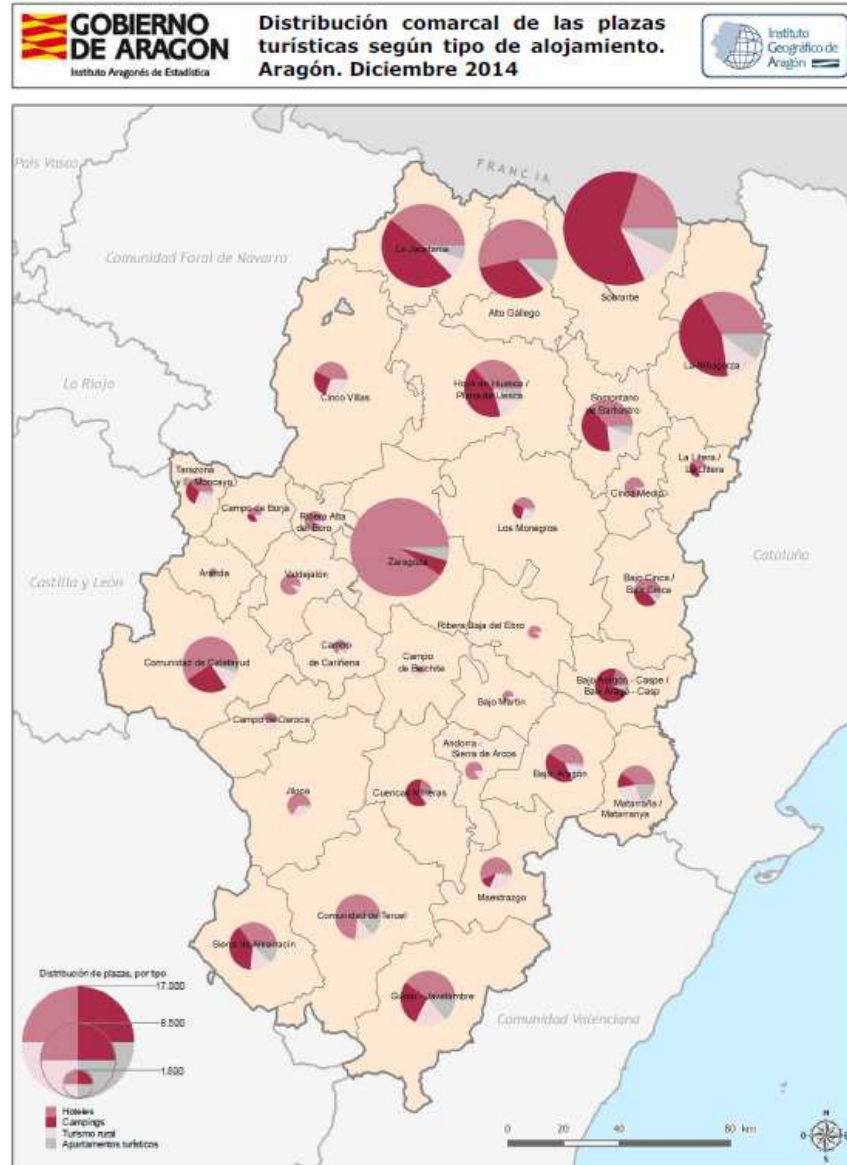 GOBIERNO
DE ARAGON
Instituto Aragonés de Estadística
Distribución comarcal de las plazas
turísticas según tipo de alojamiento.
Aragón. Diciembre 2014
Instituto
Geográfico de
Aragón
País Vasco
FRANCIA
Comunidad Foral de Navarra
La Jacetania
Alto Gállego
Sobrarbe
La Ribagorza
La Rioja
Cinco Villas
Hoya de Huesca /
Plana de Uesca
Somontano
de Barbastro
La Litera /
La Llitera
Tarazona
y El Moncayo
Campo de Borja
Ribera Alta
del Ebro
Cinca Medio
Los Monegros
Zaragoza
Cataluña
Castilla y León
Aranda
Valdejalón
Bajo Cinca /
Baix Cinca
Ribera Baja del Ebro
Comunidad de Calatayud
Campo
de Cariñena
Campo
de Belchite
Bajo Aragón - Caspe /
Baix Aragó - Casp
Bajo Martín
Campo de Daroca
Andorra -
Sierra de Arcos
Bajo Aragón
Jiloca
Cuencas Mineras
Matarraña /
Matarranya
Maestrazgo
Comunidad de Teruel
Sierra de Albarracín
Gúdar - Javalambre
Comunidad Valenciana
Distribución de plazas, por tipo
17.000
8.500
Hoteles
Campings
Turismo rural
Apartamentos turísticos
0 20 40 80 km
N
O E
S